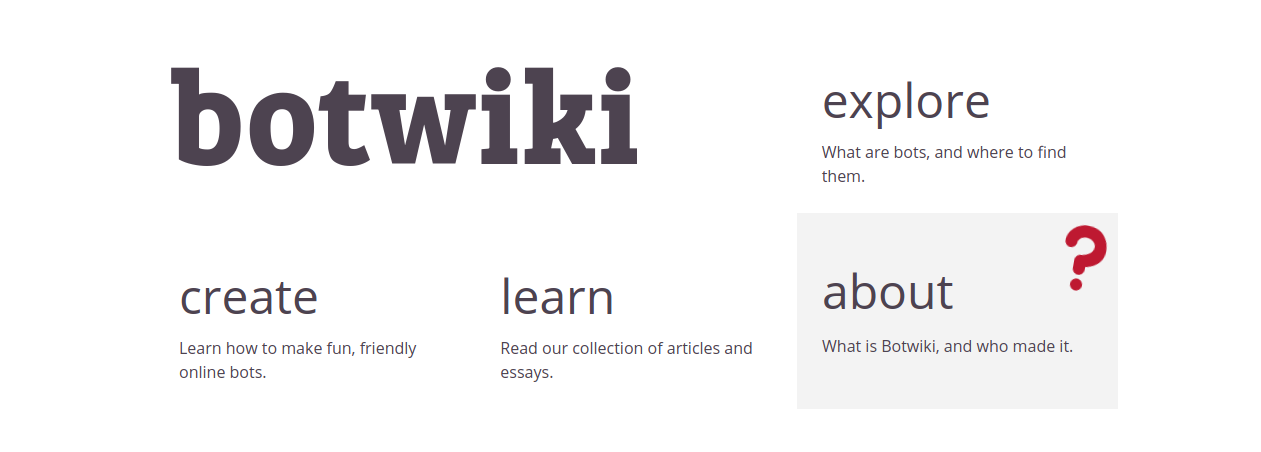 botwiki
explore
What are bots, and where to find
them.
create
Learn how to make fun, friendly
online bots.
learn
Read our collection of articles and
essays.
?
about
What is Botwiki, and who made it.